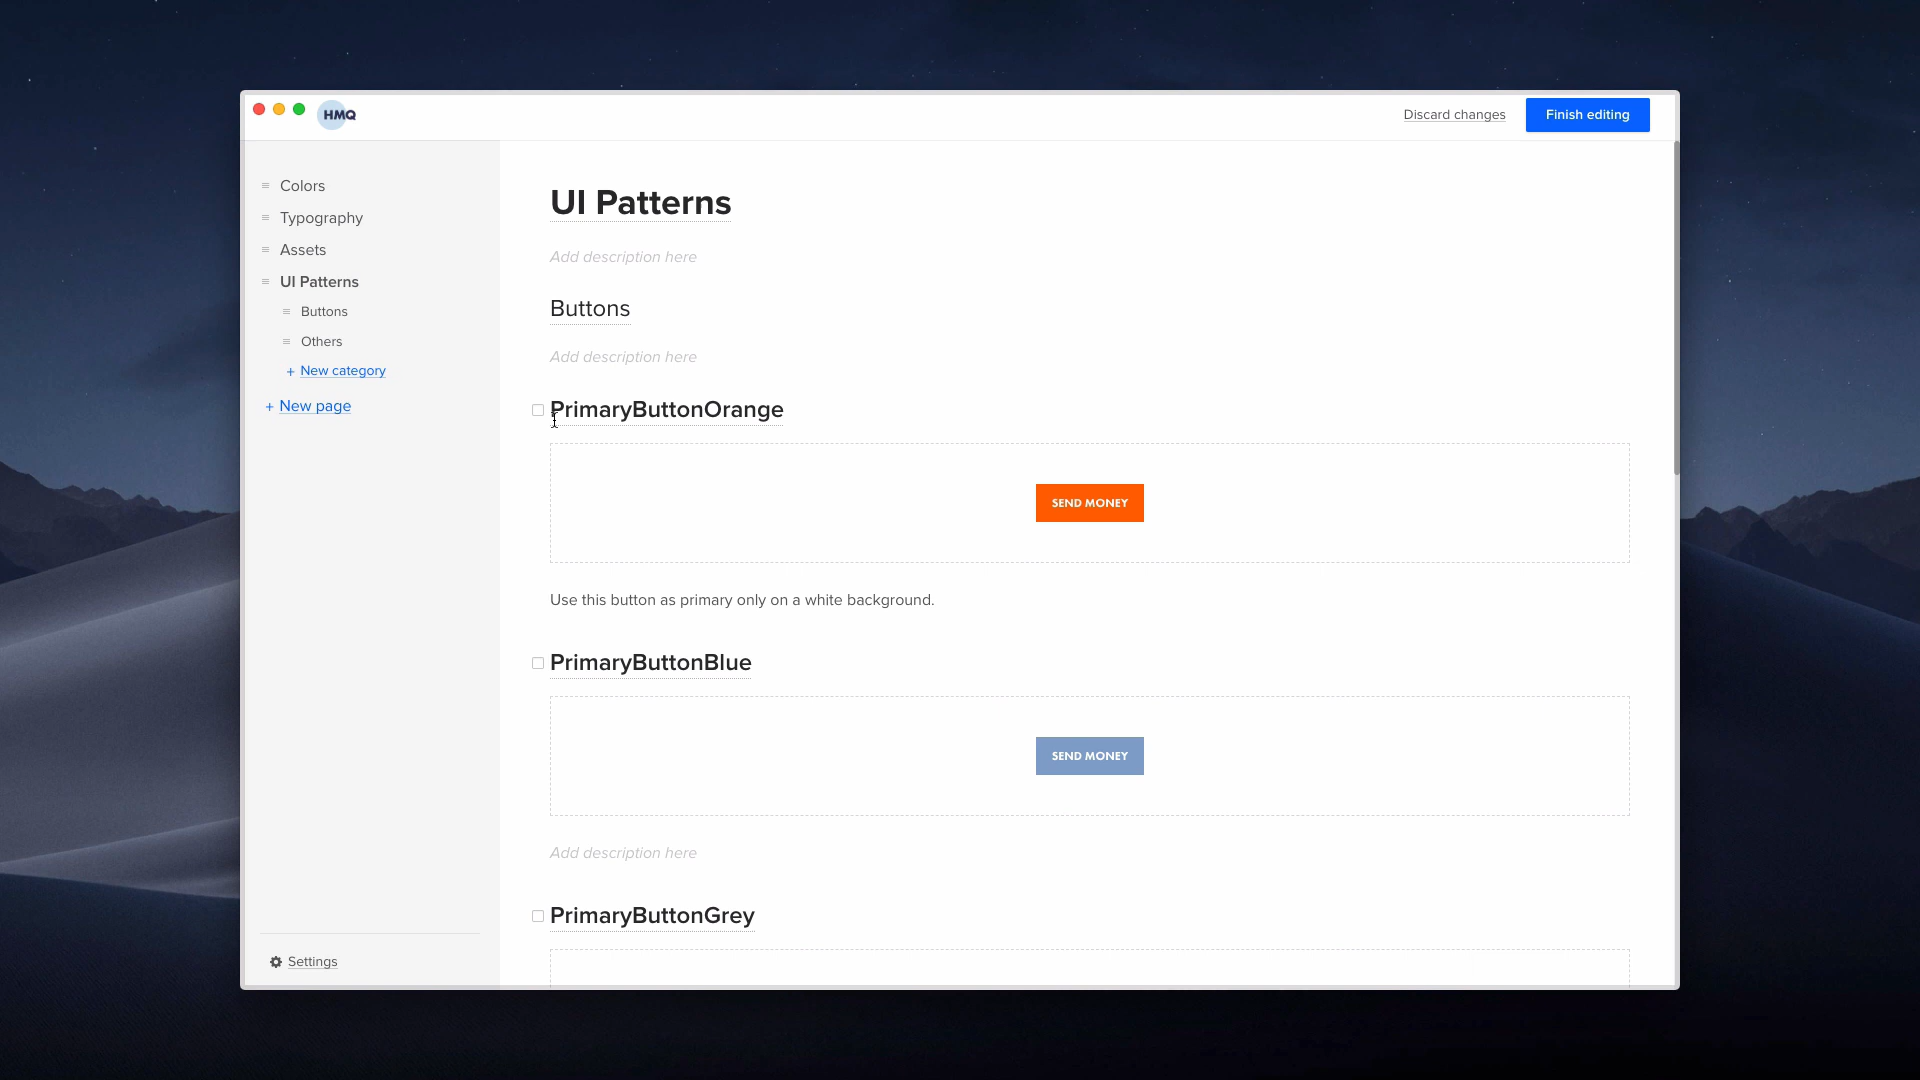 HMQ
Discard changes
Finish editing
Colors
Typography
Assets
UI Patterns
Buttons
Others
+ New category
+ New page
Settings
UI Patterns
Add description here
Buttons
Add description here
PrimaryButtonOrange
SEND MONEY
Use this button as primary only on a white background.
PrimaryButtonBlue
SEND MONEY
Add description here
PrimaryButtonGrey